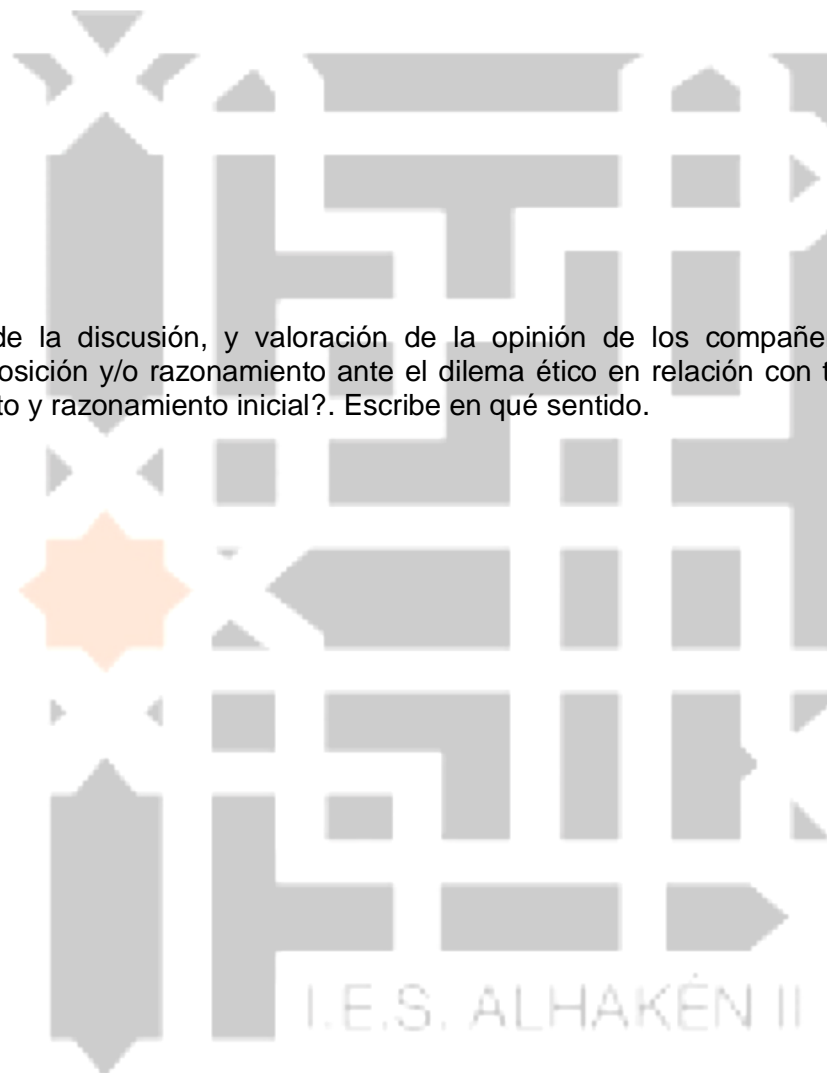 de la discusión, y valoración de la opinión de los compañe
osición y/o razonamiento ante el dilema ético en relación con t
to y razonamiento inicial?. Escribe en qué sentido.
I.E.S. ALHAKÉN II